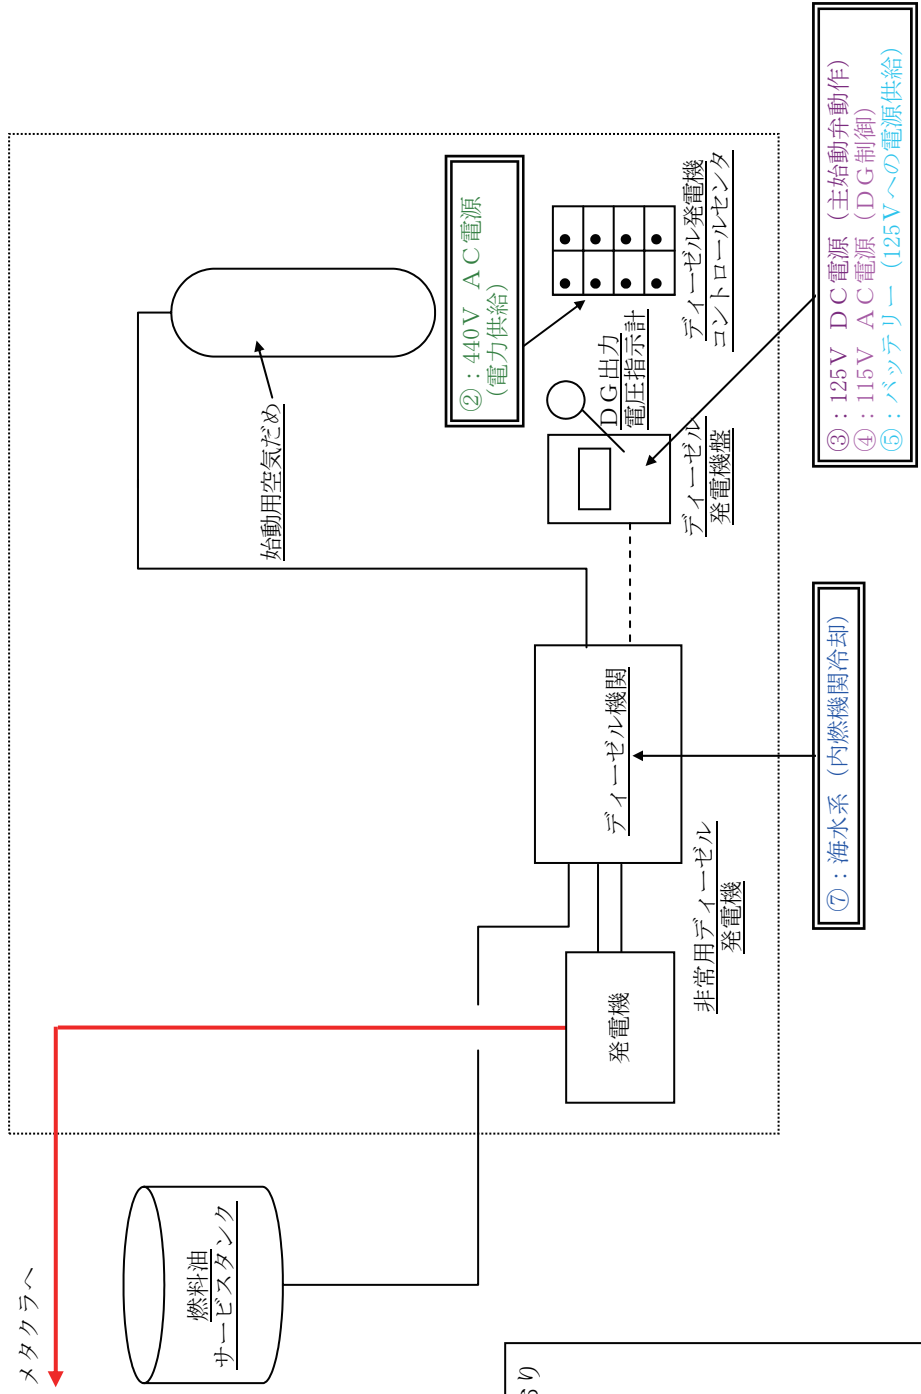 メタクラへ
燃料油
サービスタンク
始動用空気だめ
②：440V AC電源
（電力供給）
発電機
ディーゼル機関
非常用ディーゼル
発電機
DG出力
電圧指示計
ディーゼル
発電機盤
ディーゼル発電機
コントロールセンタ
⑦：海水系（内燃機関冷却）
③：125V DC電源（主始動弁動作）
④：115V AC電源（DG制御）
⑤：バッテリー（125Vへの電源供給）